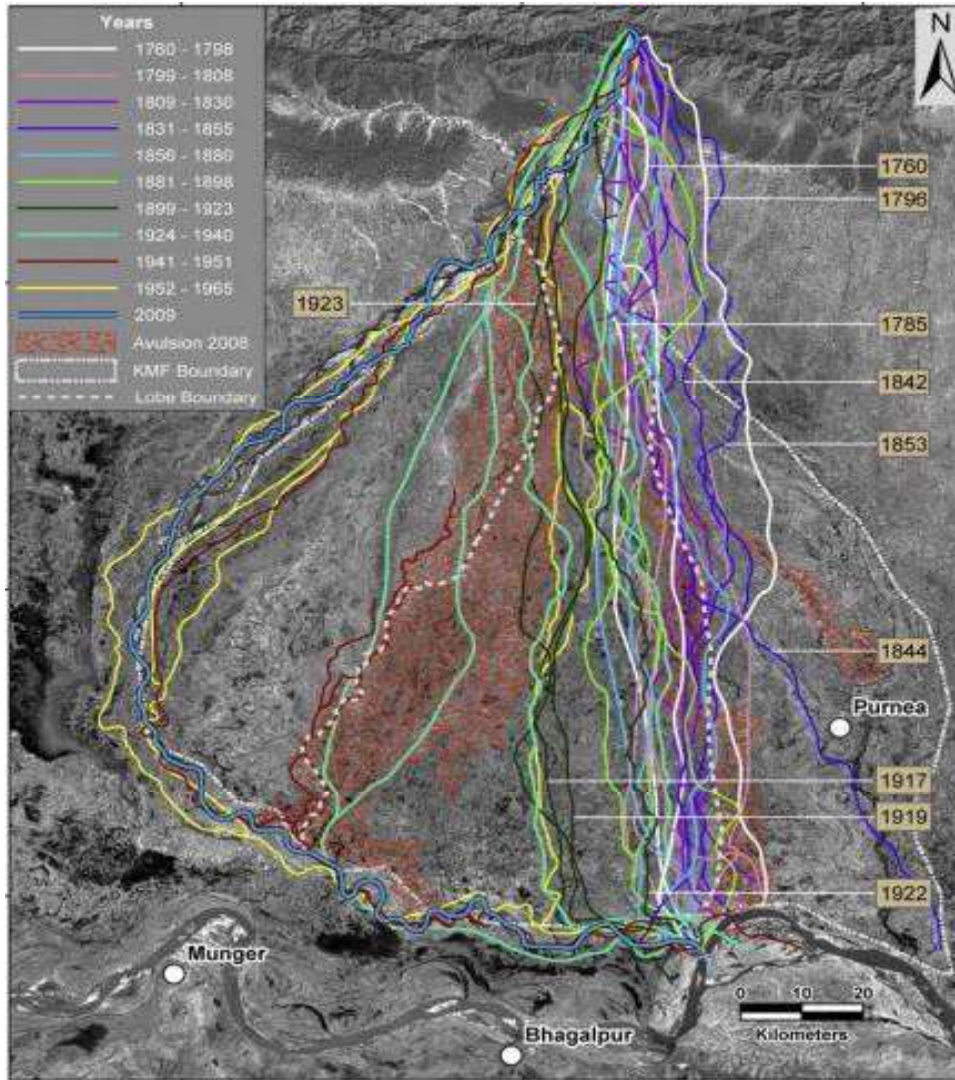 Years
1760 - 1798
1799 - 1808
1809 - 1830
1831 - 1855
1856 - 1880
1881 - 1898
1899 - 1923
1924 - 1940
1941 - 1951
1952 - 1965
2009
Avulsion 2008
KMF Boundary
Lobe Boundary
N
1760
1796
1923
1785
1842
1853
1844
Purnea
1917
1919
1922
Munger
0 10 20
Kilometers
Bhagalpur